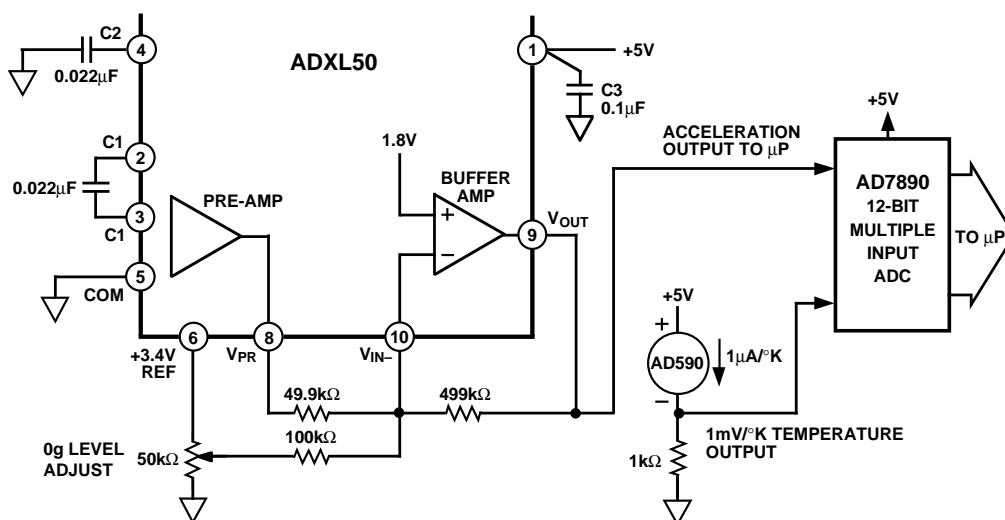 C2
4
0.022µF
ADXL50
1
+5V
C3
0.1µF
C1
2
0.022µF
3
C1
PRE-AMP
1.8V
BUFFER
AMP
+
−
VOUT
9
5
COM
6
+3.4V
REF
8
VPR
10
VIN–
49.9kΩ
499kΩ
100kΩ
0g LEVEL
ADJUST
50kΩ
ACCELERATION
OUTPUT TO µP
+5V
AD7890
12-BIT
MULTIPLE
INPUT
ADC
TO µP
+5V
+
AD590
−
1µA/°K
1mV/°K TEMPERATURE
OUTPUT
1kΩ